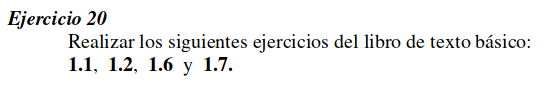 Ejercicio 20
Realizar los siguientes ejercicios del libro de texto básico:
1.1, 1.2, 1.6 y 1.7.